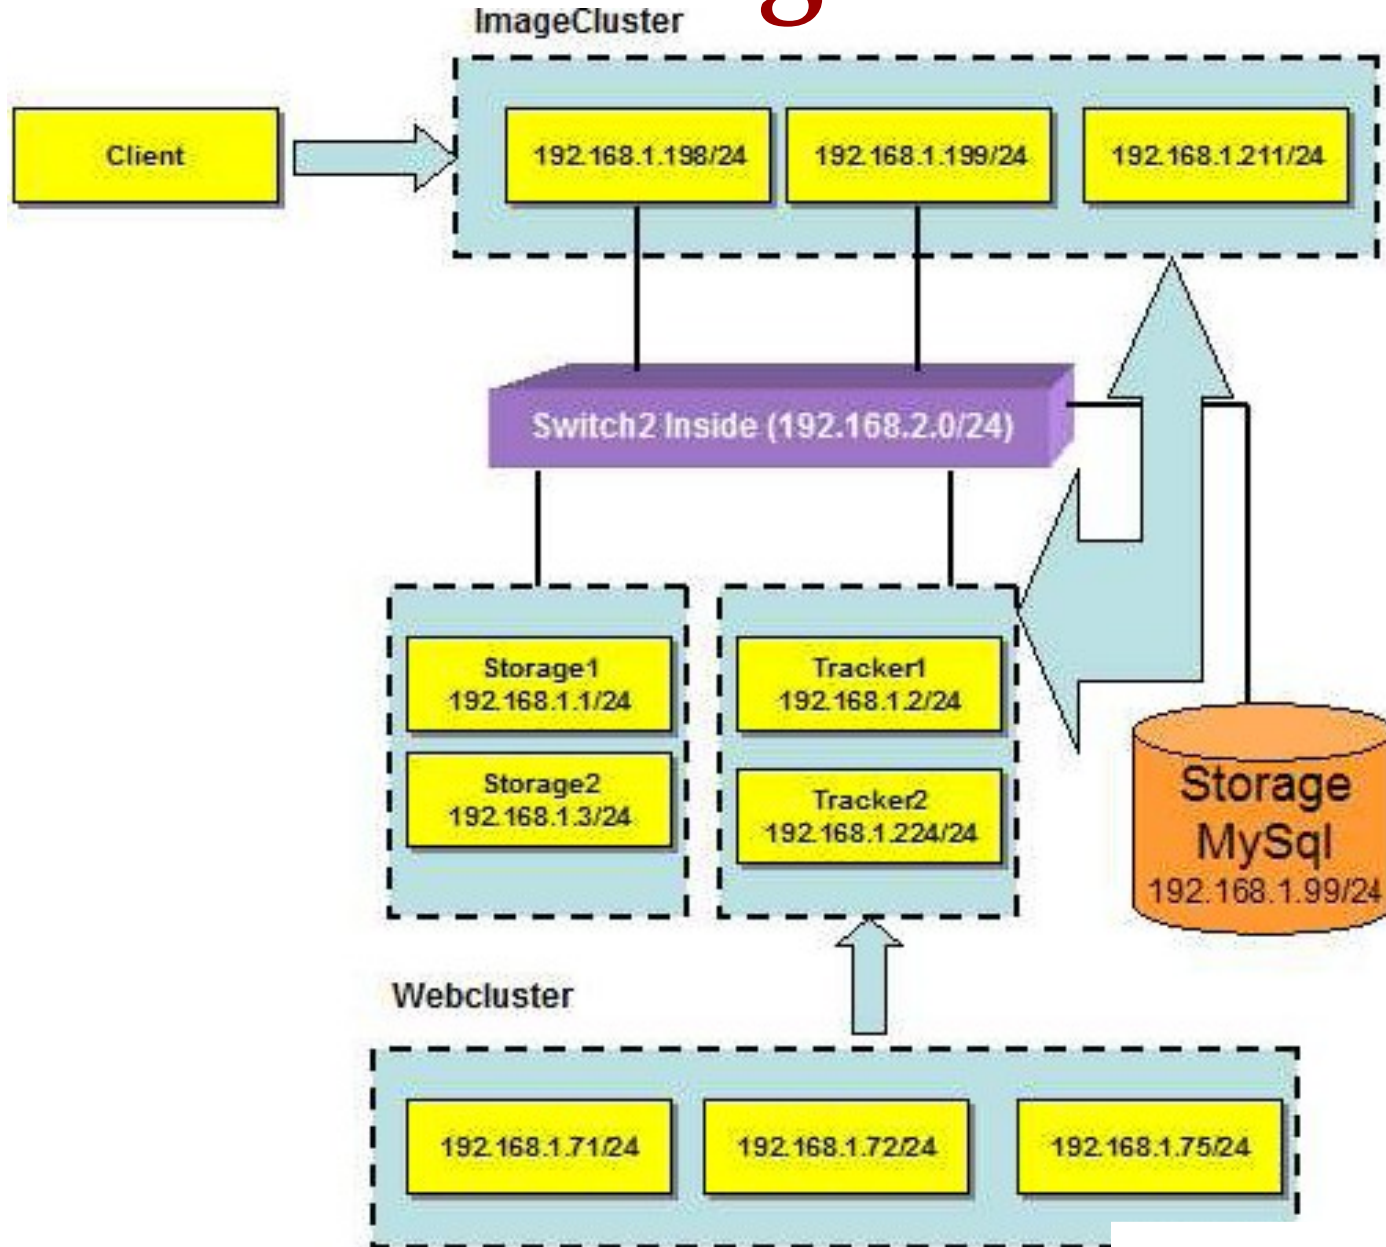 ImageCluster
Client
192.168.1.198/24
192.168.1.199/24
192.168.1.211/24
Switch2 Inside (192.168.2.0/24)
Storage1
192.168.1.1/24
Storage2
192.168.1.3/24
Tracker1
192.168.1.2/24
Tracker2
192.168.1.224/24
Storage
MySql
192.168.1.99/24
Webcluster
192.168.1.71/24
192.168.1.72/24
192.168.1.75/24